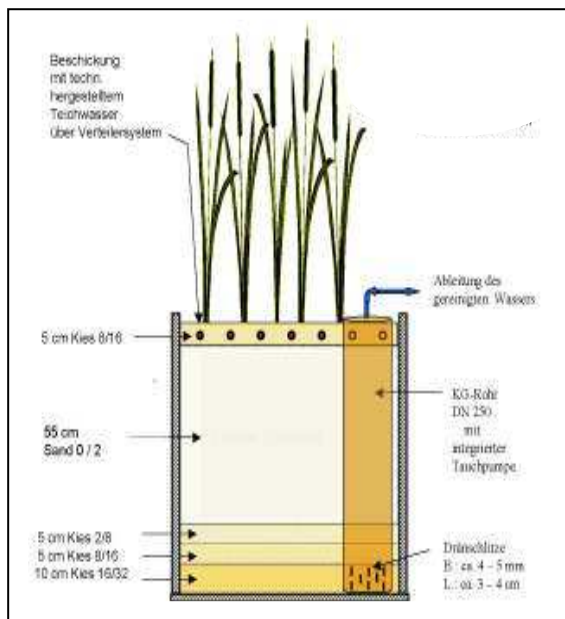 Beschickung
mit techn.
hergestelltem
Teichwasser
über Verteilersystem
Ableitung des
gereinigten Wassers
5 cm Kies 8/16
KG-Rohr
DN 250
mit
integrierter
Tauchpumpe
55 cm
Sand 0 / 2
5 cm Kies 2/8
5 cm Kies 8/16
10 cm Kies 16/32
Dränschlitze
B : ca. 4 – 5 mm
L : ca. 3 – 4 cm